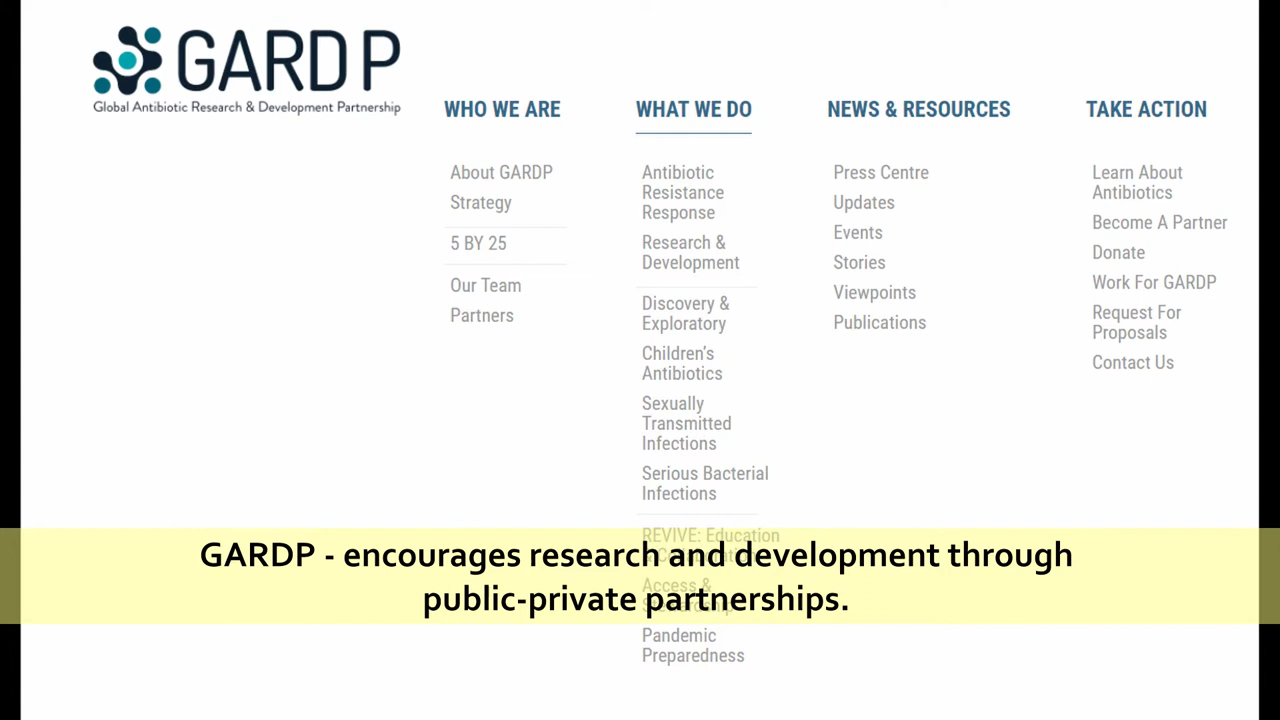 GARDP
Global Antibiotic Research & Development Partnership
WHO WE ARE
About GARDP
Strategy
5 BY 25
Our Team
Partners
WHAT WE DO
Antibiotic
Resistance
Response
Research &
Development
Discovery &
Exploratory
Children's
Antibiotics
Sexually
Transmitted
Infections
Serious Bacterial
Infections
REVIVE: Education
Access &
Pandemic
Preparedness
NEWS & RESOURCES
Press Centre
Updates
Events
Stories
Viewpoints
Publications
TAKE ACTION
Learn About
Antibiotics
Become A Partner
Donate
Work For GARDP
Request For
Proposals
Contact Us
GARDP - encourages research and development through
public-private partnerships.